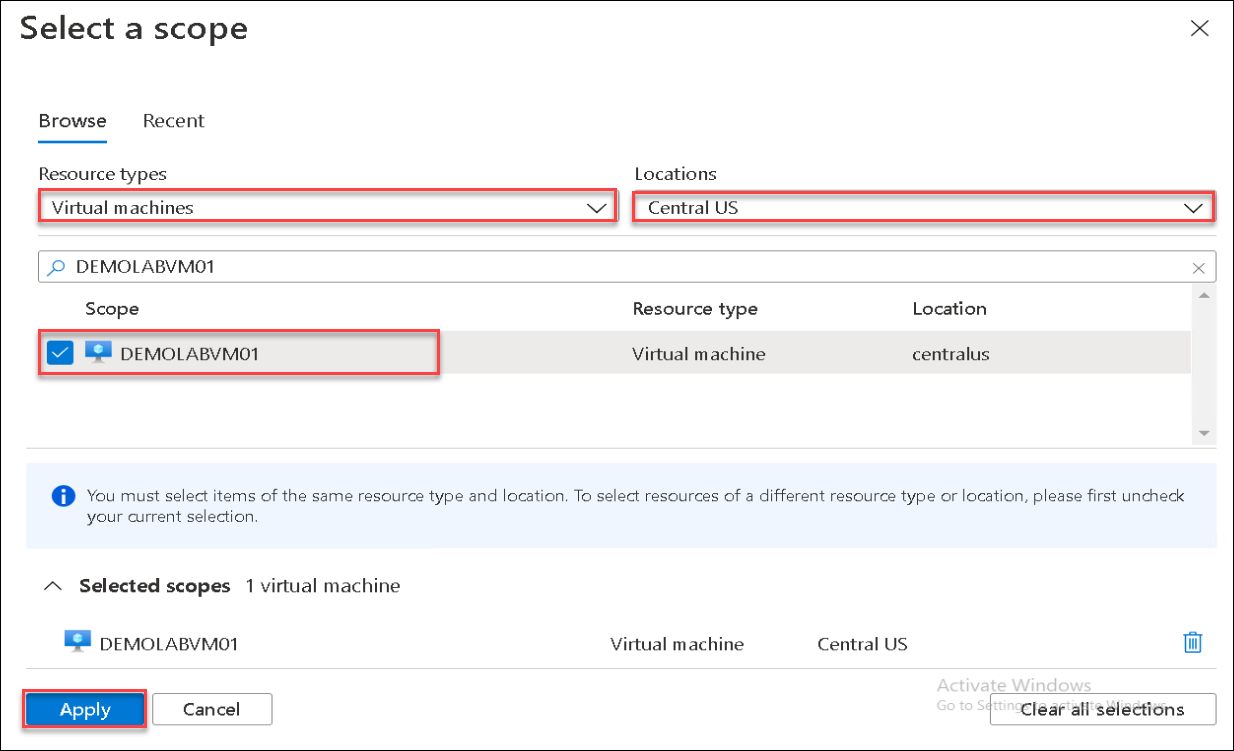 Select a scope
Browse Recent
Resource types Locations
Virtual machines Central US
DEMOLABVM01
Scope Resource type Location
DEMOLABVM01 Virtual machine centralus
You must select items of the same resource type and location. To select resources of a different resource type or location, please first uncheck
your current selection.
Selected scopes 1 virtual machine
DEMOLABVM01 Virtual machine Central US
Activate Windows
Go to Settings to activate Windows.
Apply Cancel Clear all selections